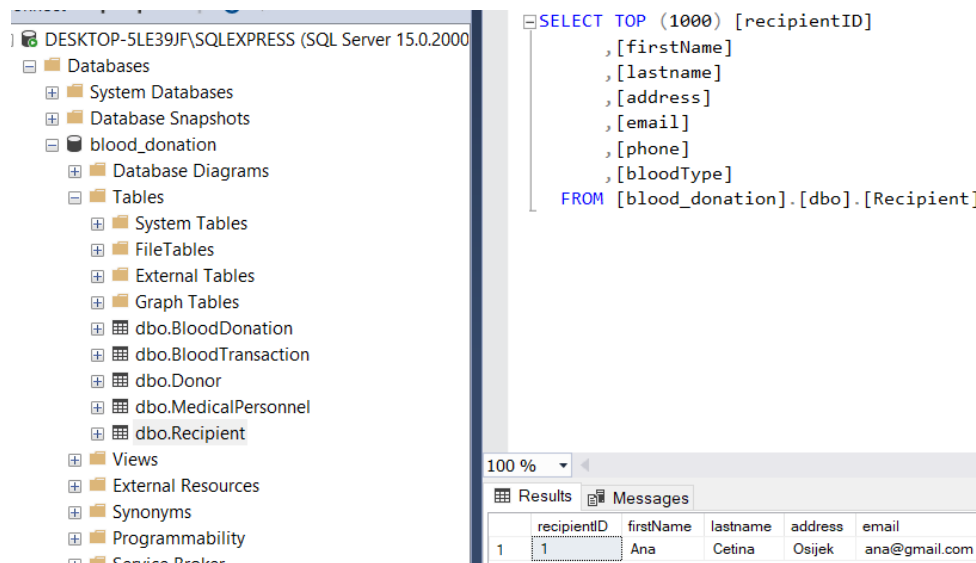 DESKTOP-5LE39JF\SQLEXPRESS (SQL Server 15.0.2000
Databases
System Databases
Database Snapshots
blood_donation
Database Diagrams
Tables
System Tables
FileTables
External Tables
Graph Tables
dbo.BloodDonation
dbo.BloodTransaction
dbo.Donor
dbo.MedicalPersonnel
dbo.Recipient
Views
External Resources
Synonyms
Programmability
Service Broker
SELECT TOP (1000) [recipientID]
,[firstName]
,[lastname]
,[address]
,[email]
,[phone]
,[bloodType]
FROM [blood_donation].[dbo].[Recipient]
100 %
Results Messages
recipientID firstName lastname address email
1 1 Ana Cetina Osijek ana@gmail.com